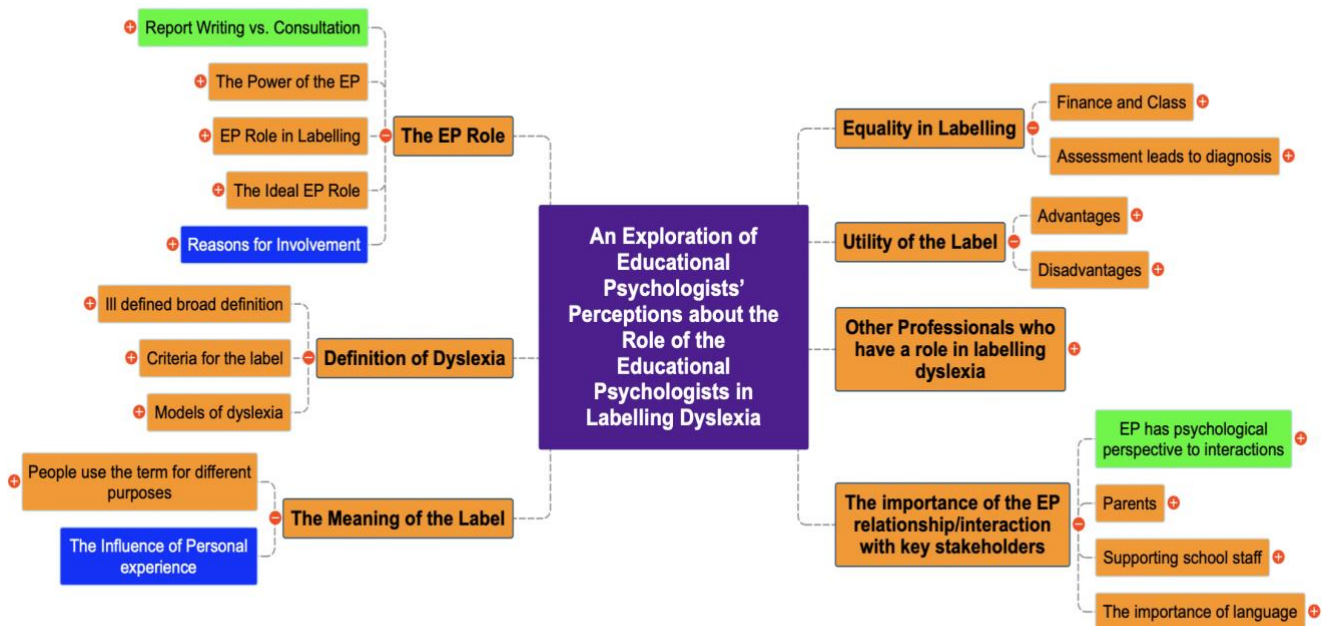 Report Writing vs. Consultation
The Power of the EP
EP Role in Labelling
The Ideal EP Role
Reasons for Involvement
The EP Role
Ill defined broad definition
Criteria for the label
Models of dyslexia
Definition of Dyslexia
People use the term for different
purposes
The Influence of Personal
experience
The Meaning of the Label
An Exploration of
Educational
Psychologists’
Perceptions about the
Role of the
Educational
Psychologists in
Labelling Dyslexia
Equality in Labelling
Finance and Class
Assessment leads to diagnosis
Utility of the Label
Advantages
Disadvantages
Other Professionals who
have a role in labelling
dyslexia
The importance of the EP
relationship/interaction
with key stakeholders
EP has psychological
perspective to interactions
Parents
Supporting school staff
The importance of language